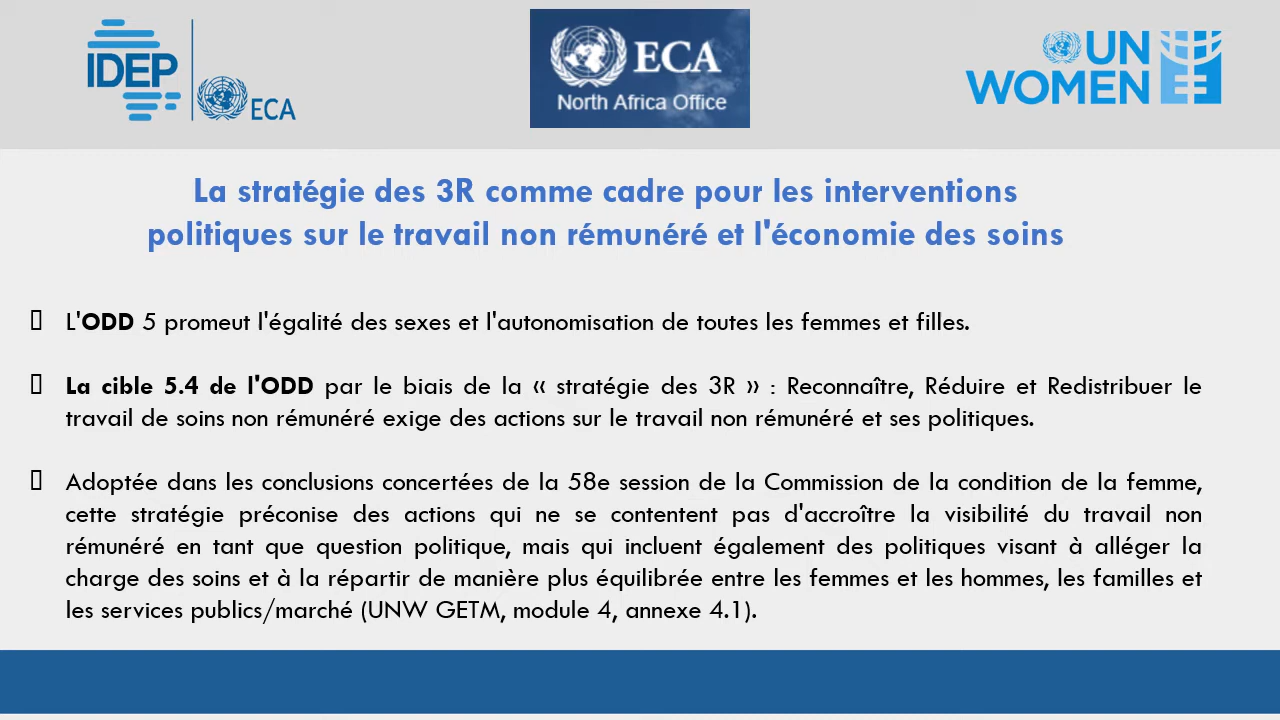 IDEP
ECA
ECA
North Africa Office
UN
WOMEN
La stratégie des 3R comme cadre pour les interventions
politiques sur le travail non rémunéré et l'économie des soins
L'ODD 5 promeut l'égalité des sexes et l'autonomisation de toutes les femmes et filles.
La cible 5.4 de l'ODD par le biais de la « stratégie des 3R » : Reconnaître, Réduire et Redistribuer le
travail de soins non rémunéré exige des actions sur le travail non rémunéré et ses politiques.
Adoptée dans les conclusions concertées de la 58e session de la Commission de la condition de la femme,
cette stratégie préconise des actions qui ne se contentent pas d'accroître la visibilité du travail non
rémunéré en tant que question politique, mais qui incluent également des politiques visant à alléger la
charge des soins et à la répartir de manière plus équilibrée entre les femmes et les hommes, les familles et
les services publics/marché (UNW GETM, module 4, annexe 4.1).